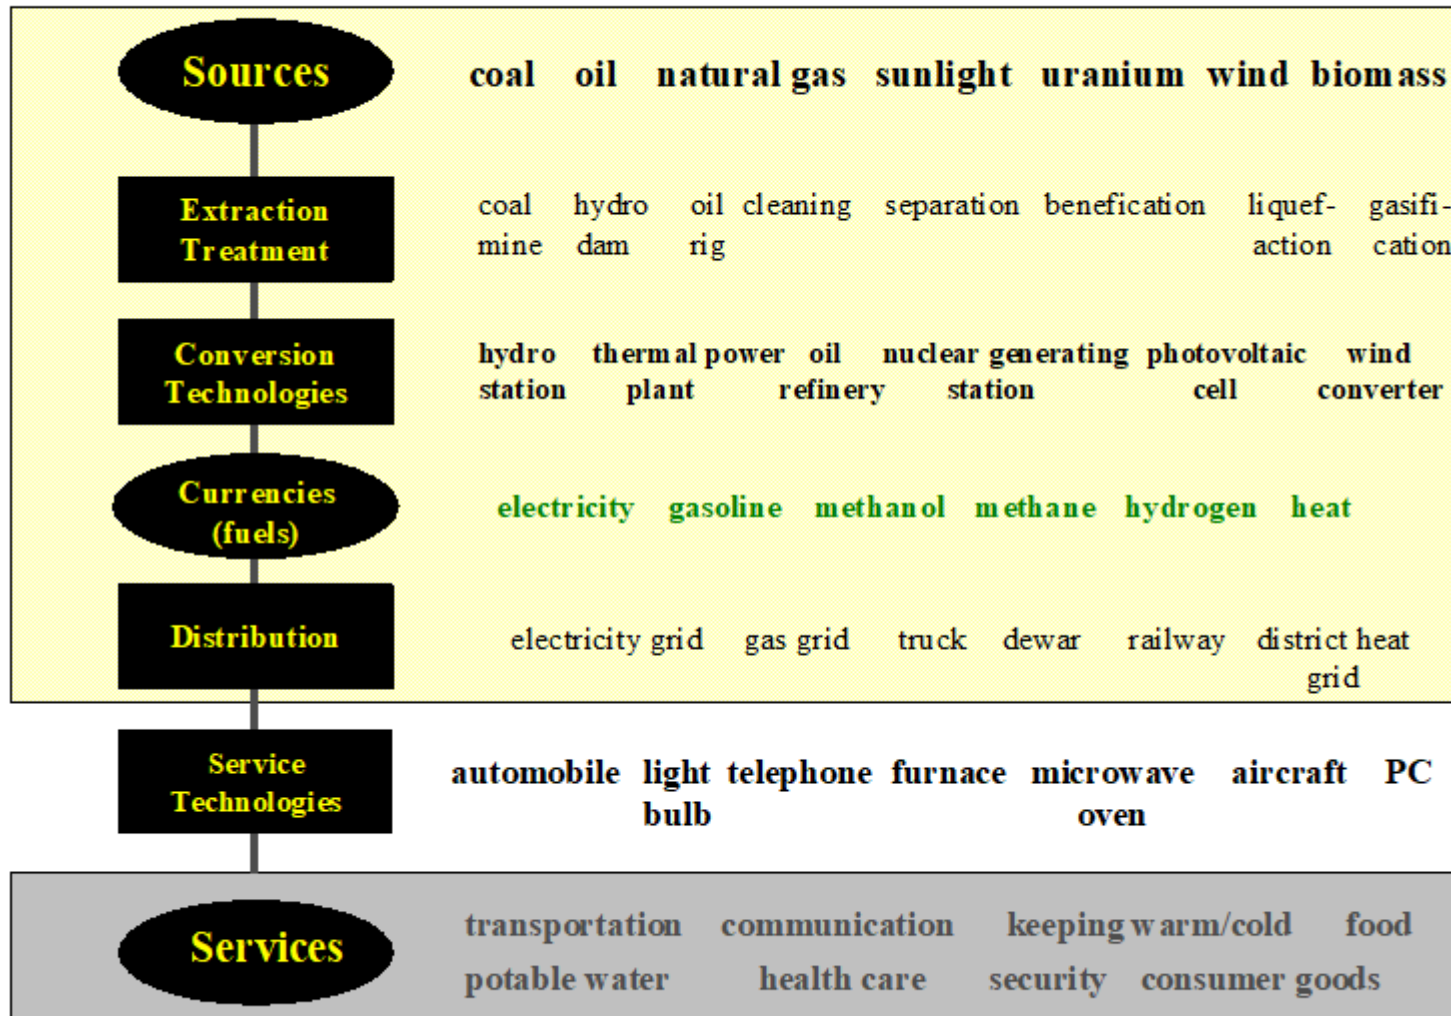 Sources
coal oil natural gas sunlight uranium wind biomass
Extraction
Treatment
coal hydro oil cleaning separation benefication liquef- gasifi-
mine dam rig action cation
Conversion
Technologies
hydro thermal power oil nuclear generating photovoltaic wind
station plant refinery station cell converter
Currencies
(fuels)
electricity gasoline methanol methane hydrogen heat
Distribution
electricity grid gas grid truck dewar railway district heat
grid
Service
Technologies
automobile light telephone furnace microwave aircraft PC
bulb oven
Services
transportation communication keeping warm/cold food
potable water health care security consumer goods